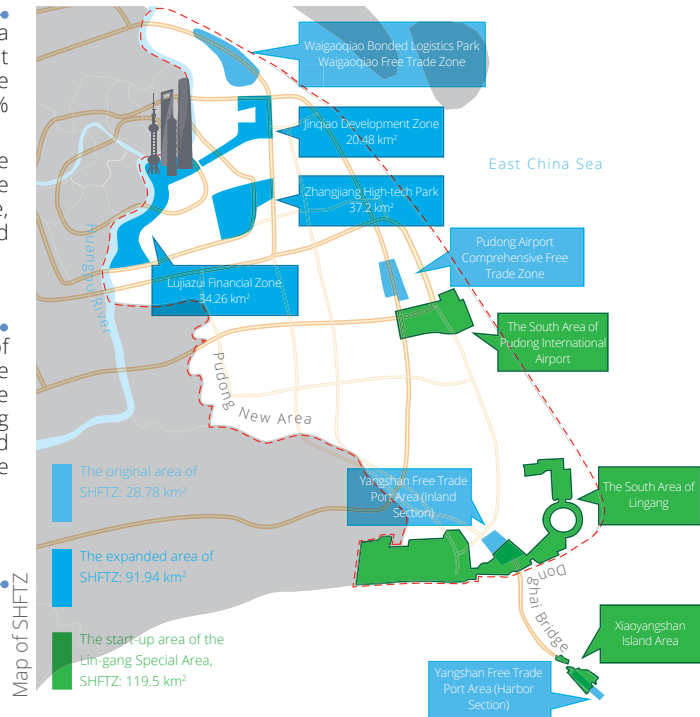 a
t
e
%
e
e
e,
d
of
e
e
g
d
e
Waigaoqiao Bonded Logistics Park
Waigaoqiao Free Trade Zone
Jinqiao Development Zone
20.48 km²
East China Sea
Zhangjiang High-tech Park
37.2 km²
Pudong Airport
Comprehensive Free
Trade Zone
Huangpu River
Lujiazui Financial Zone
34.26 km²
The South Area of
Pudong International
Airport
Pudong New Area
The original area of
SHFTZ: 28.78 km²
Yangshan Free Trade
Port Area (Inland
Section)
The South Area of
Lingang
The expanded area of
SHFTZ: 91.94 km²
Donghai Bridge
Map of SHFTZ
The start-up area of the
Lin-gang Special Area,
SHFTZ: 119.5 km²
Xiaoyangshan
Island Area
Yangshan Free Trade
Port Area (Harbor
Section)